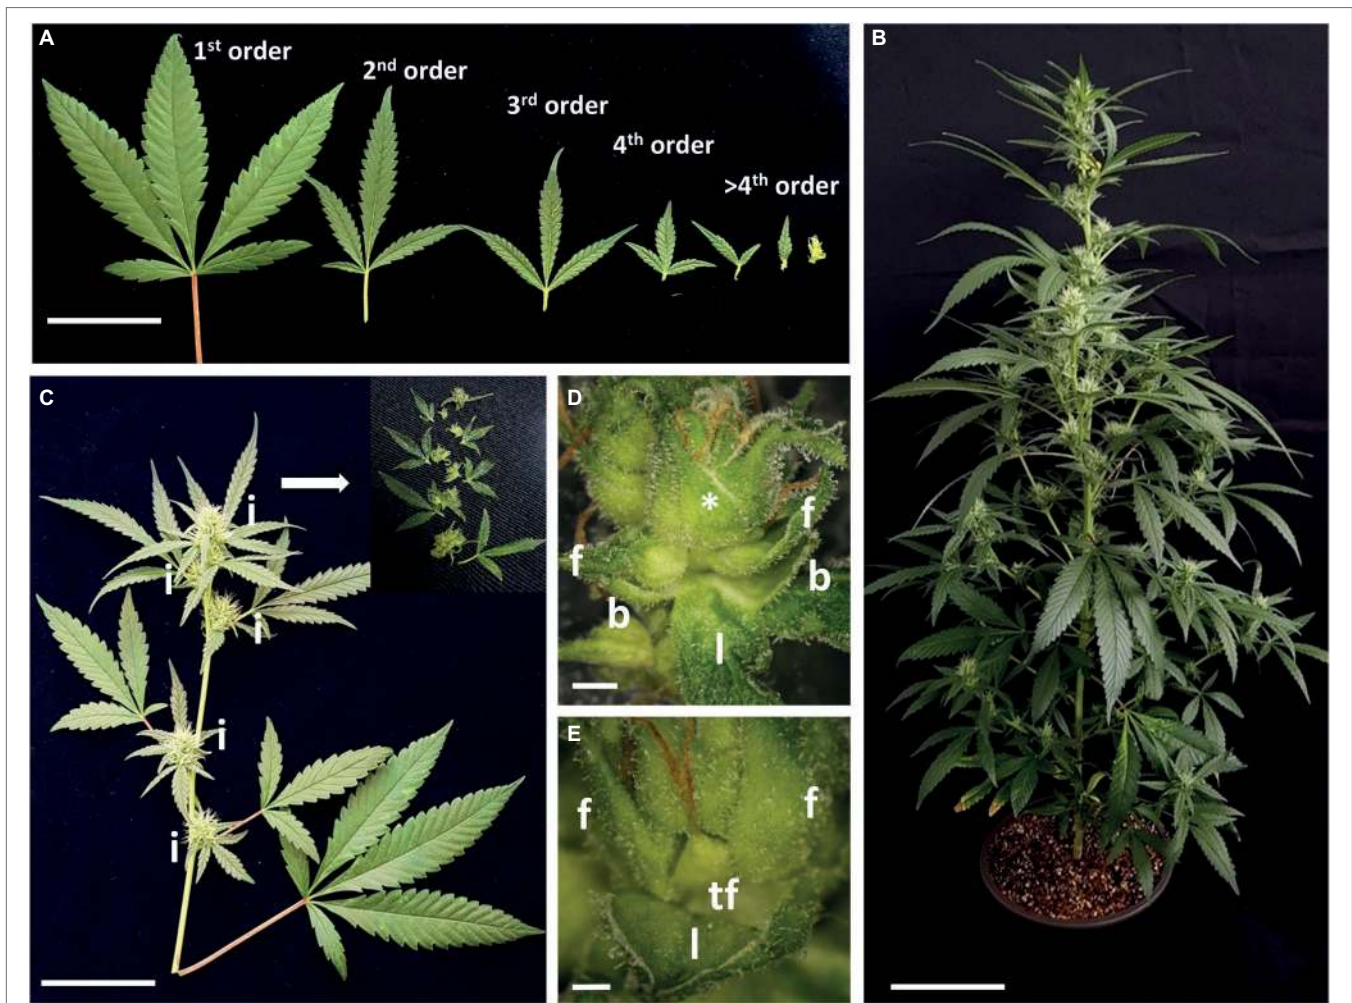 A
1st order
2nd order
3rd order
4th order
>4th order
B
C
i
i
i
i
i
D
*
f
f
b
b
l
E
f
f
tf
l